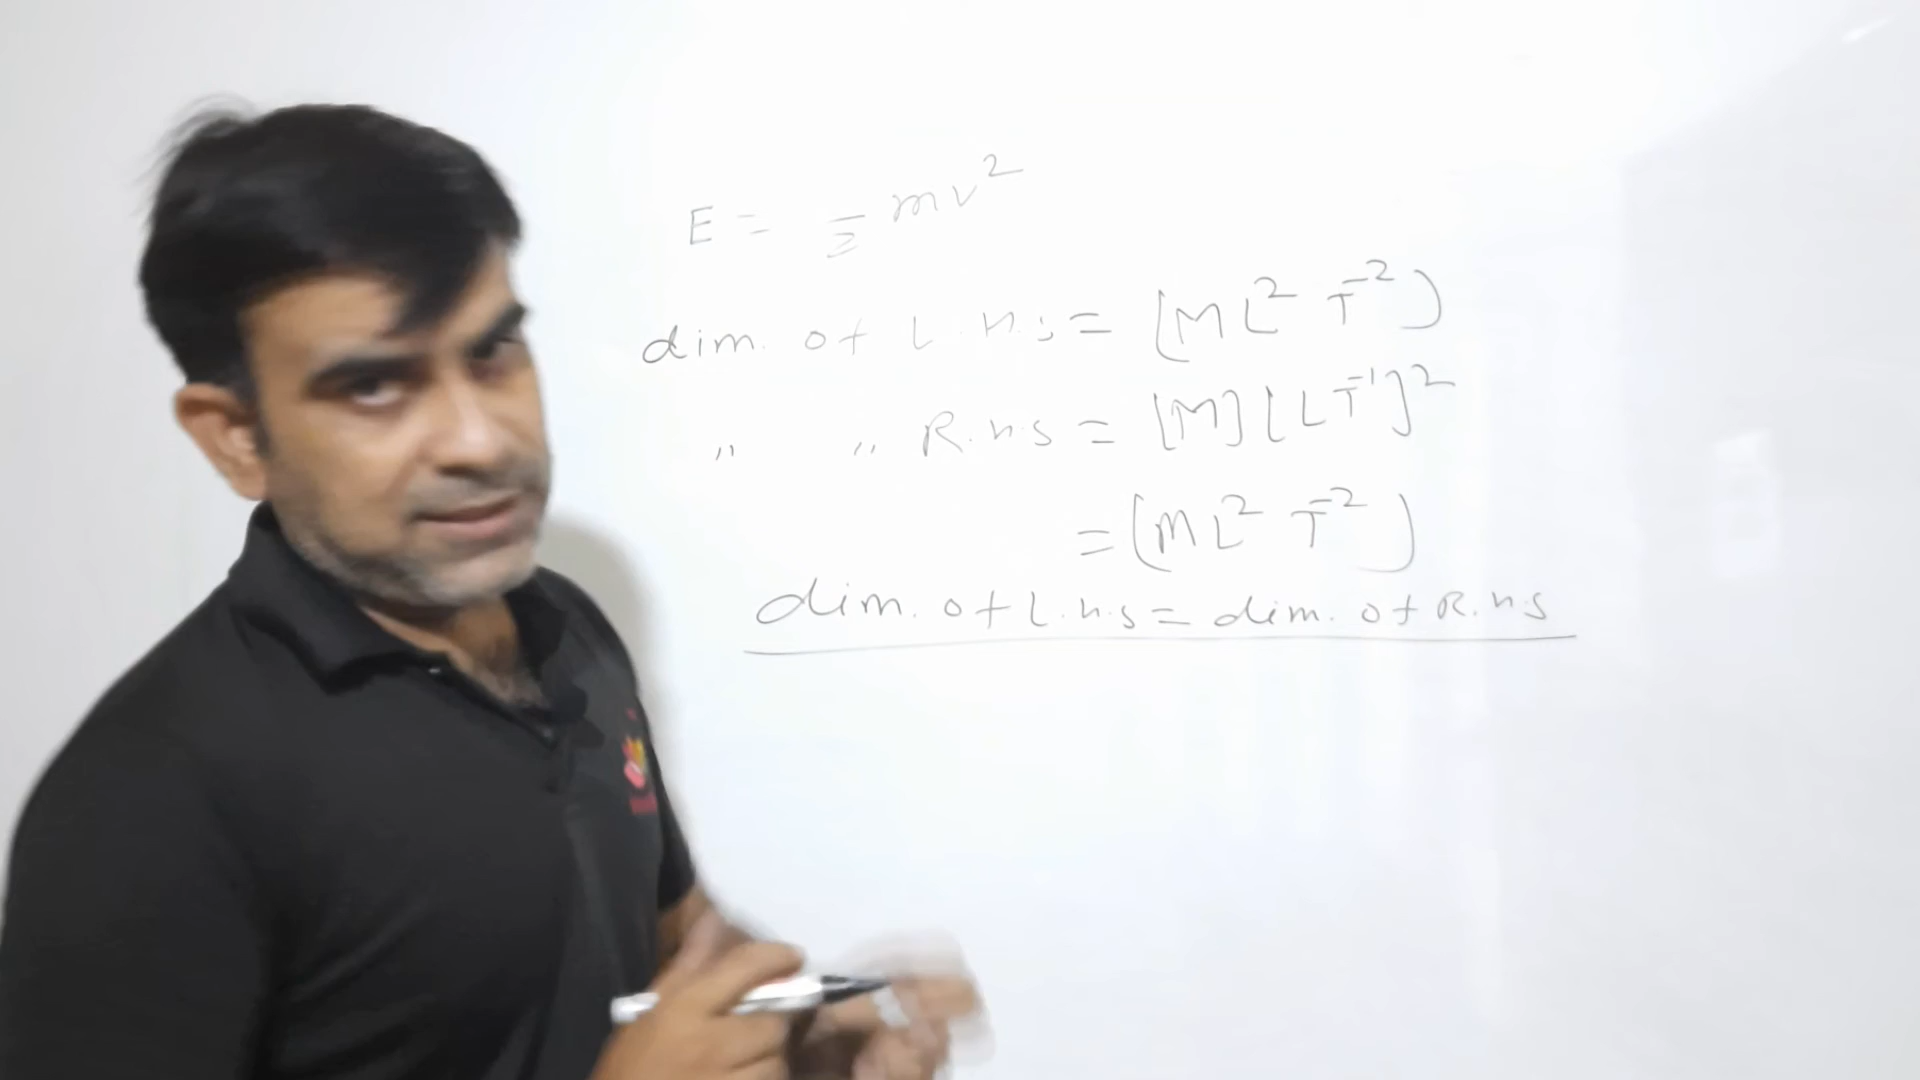 E = ½ mv²
dim. of L.H.S = [M L² T⁻²]
" " R.H.S = [M] [L T⁻¹]²
= [M L² T⁻²]
dim. of L.H.S = dim. of R.H.S